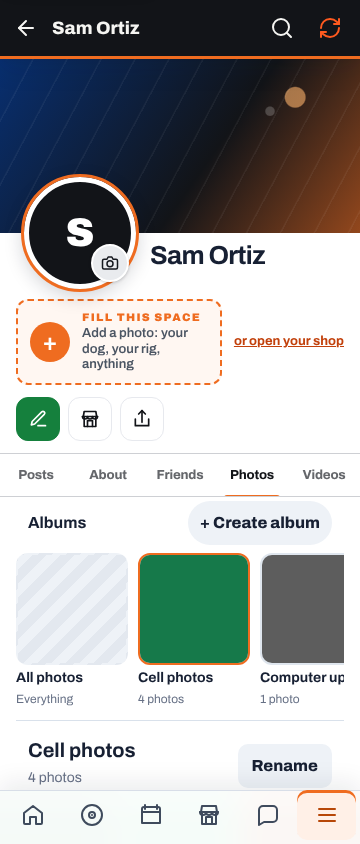 Sam Ortiz
S
Sam Ortiz
FILL THIS SPACE
+
Add a photo: your
dog, your rig,
anything
or open your shop
Posts About Friends Photos Videos
Albums
+ Create album
All photos
Everything
Cell photos
4 photos
Computer up
1 photo
Cell photos
4 photos
Rename